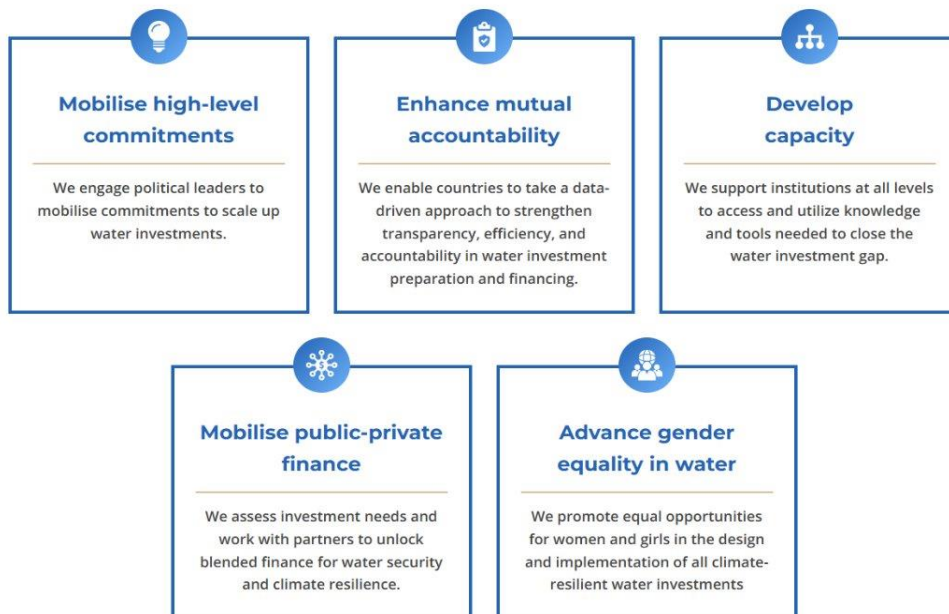 Mobilise high-level
commitments
We engage political leaders to
mobilise commitments to scale up
water investments.
Enhance mutual
accountability
We enable countries to take a data-
driven approach to strengthen
transparency, efficiency, and
accountability in water investment
preparation and financing.
Develop
capacity
We support institutions at all levels
to access and utilize knowledge
and tools needed to close the
water investment gap.
Mobilise public-private
finance
We assess investment needs and
work with partners to unlock
blended finance for water security
and climate resilience.
Advance gender
equality in water
We promote equal opportunities
for women and girls in the design
and implementation of all climate-
resilient water investments